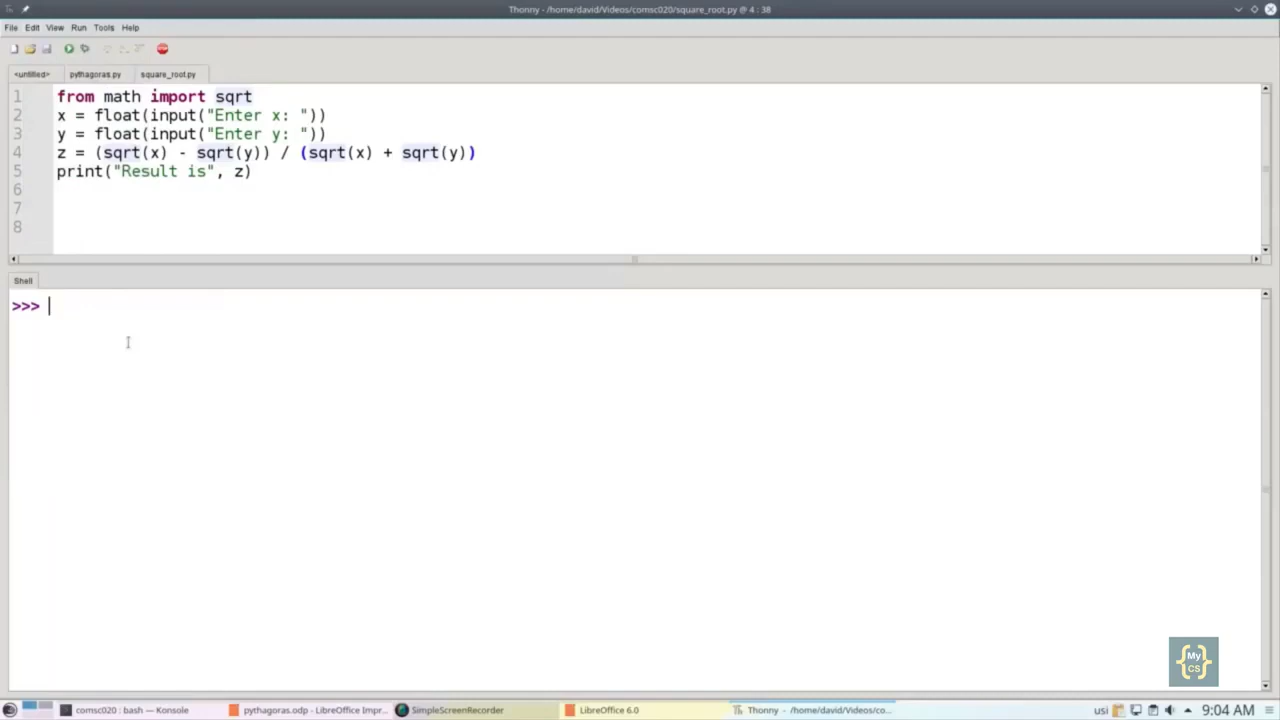 Thonny - /home/david/Videos/comsc020/square_root.py @ 4 : 38
File Edit View Run Tools Help
<untitled> pythagoras.py square_root.py
1 from math import sqrt
2 x = float(input("Enter x: "))
3 y = float(input("Enter y: "))
4 z = (sqrt(x) - sqrt(y)) / (sqrt(x) + sqrt(y))
5 print("Result is", z)
6
7
8
Shell
>>>
My
CS
comsc020 : bash — Konsole pythagoras.odp - LibreOffice Impr... SimpleScreenRecorder LibreOffice 6.0 Thonny - /home/david/Videos/co... usi 9:04 AM